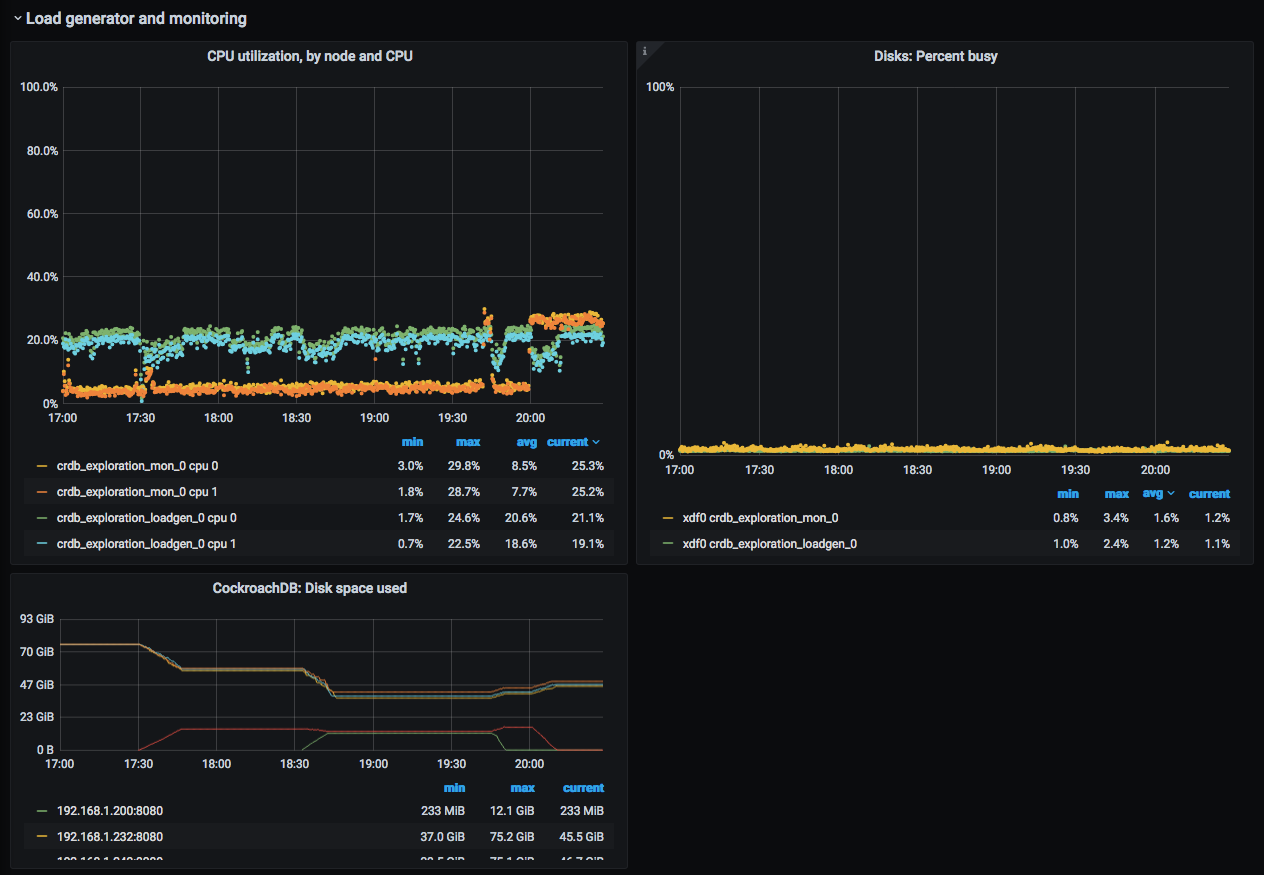 Load generator and monitoring
CPU utilization, by node and CPU
100.0%
80.0%
60.0%
40.0%
20.0%
0%
17:00 17:30 18:00 18:30 19:00 19:30 20:00
min max avg current
crdb_exploration_mon_0 cpu 0 3.0% 29.8% 8.5% 25.3%
crdb_exploration_mon_0 cpu 1 1.8% 28.7% 7.7% 25.2%
crdb_exploration_loadgen_0 cpu 0 1.7% 24.6% 20.6% 21.1%
crdb_exploration_loadgen_0 cpu 1 0.7% 22.5% 18.6% 19.1%
i
Disks: Percent busy
100%
0%
17:00 17:30 18:00 18:30 19:00 19:30 20:00
min max avg current
xdf0 crdb_exploration_mon_0 0.8% 3.4% 1.6% 1.2%
xdf0 crdb_exploration_loadgen_0 1.0% 2.4% 1.2% 1.1%
CockroachDB: Disk space used
93 GiB
70 GiB
47 GiB
23 GiB
0 B
17:00 17:30 18:00 18:30 19:00 19:30 20:00
min max current
192.168.1.200:8080 233 MiB 12.1 GiB 233 MiB
192.168.1.232:8080 37.0 GiB 75.2 GiB 45.5 GiB